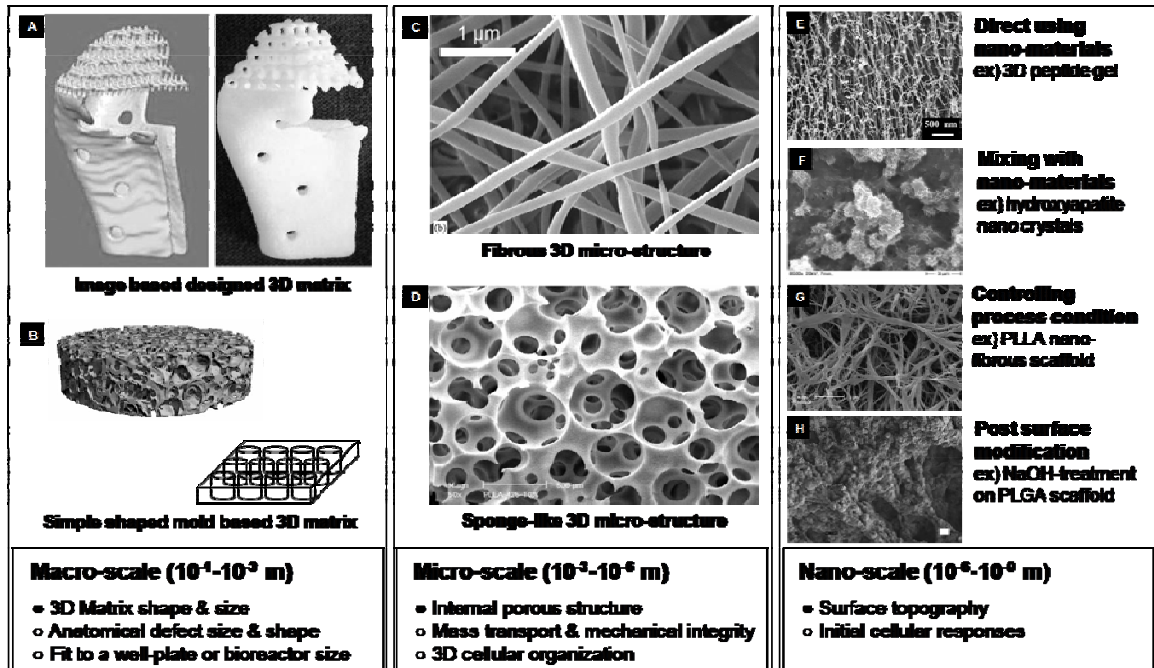 A
Image based designed 3D matrix
B
Simple shaped mold based 3D matrix
Macro-scale (10⁻¹-10⁻³ m)
● 3D Matrix shape & size
○ Anatomical defect size & shape
○ Fit to a well-plate or bioreactor size
C
1 μm
(b)
Fibrous 3D micro-structure
D
50x
500 μm
Sponge-like 3D micro-structure
Micro-scale (10⁻³-10⁻⁶ m)
● Internal porous structure
○ Mass transport & mechanical integrity
○ 3D cellular organization
E
500 nm
Direct using
nano-materials
ex) 3D peptide gel
F
Mixing with
nano-materials
ex) hydroxyapatite
nano crystals
G
Controlling
process condition
ex) PLLA nano-
fibrous scaffold
H
Post surface
modification
ex) NaOH-treatment
on PLGA scaffold
Nano-scale (10⁻⁶-10⁻⁹ m)
● Surface topography
○ Initial cellular responses